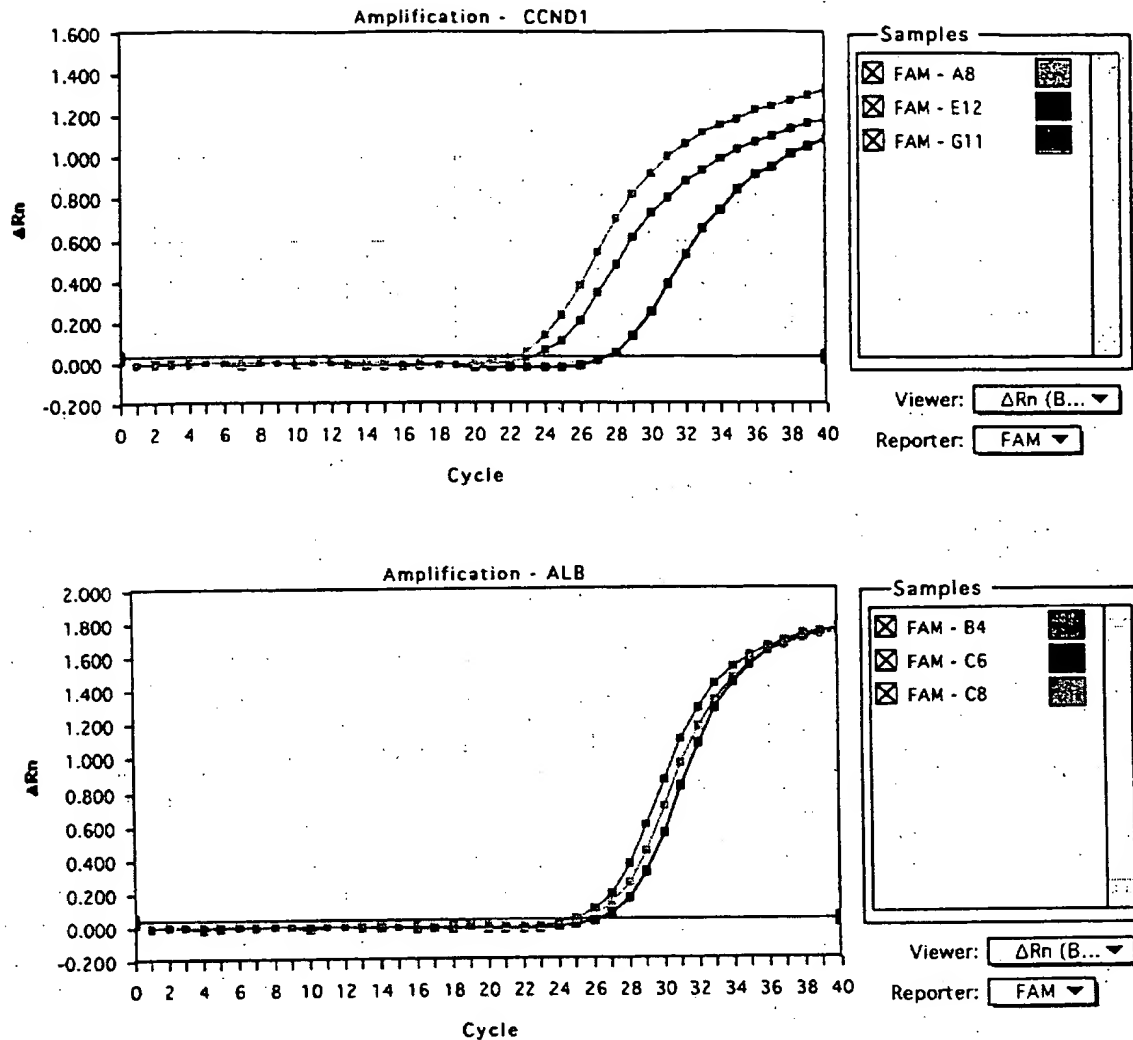 Amplification - CCND1
1.600
1.400
1.200
1.000
0.800
0.600
0.400
0.200
0.000
-0.200
ΔRn
0 2 4 6 8 10 12 14 16 18 20 22 24 26 28 30 32 34 36 38 40
Cycle
Samples
FAM - A8
FAM - E12
FAM - G11
Viewer: ΔRn (B... ▼
Reporter: FAM ▼
Amplification - ALB
2.000
1.800
1.600
1.400
1.200
1.000
0.800
0.600
0.400
0.200
0.000
-0.200
ΔRn
0 2 4 6 8 10 12 14 16 18 20 22 24 26 28 30 32 34 36 38 40
Cycle
Samples
FAM - B4
FAM - C6
FAM - C8
Viewer: ΔRn (B... ▼
Reporter: FAM ▼